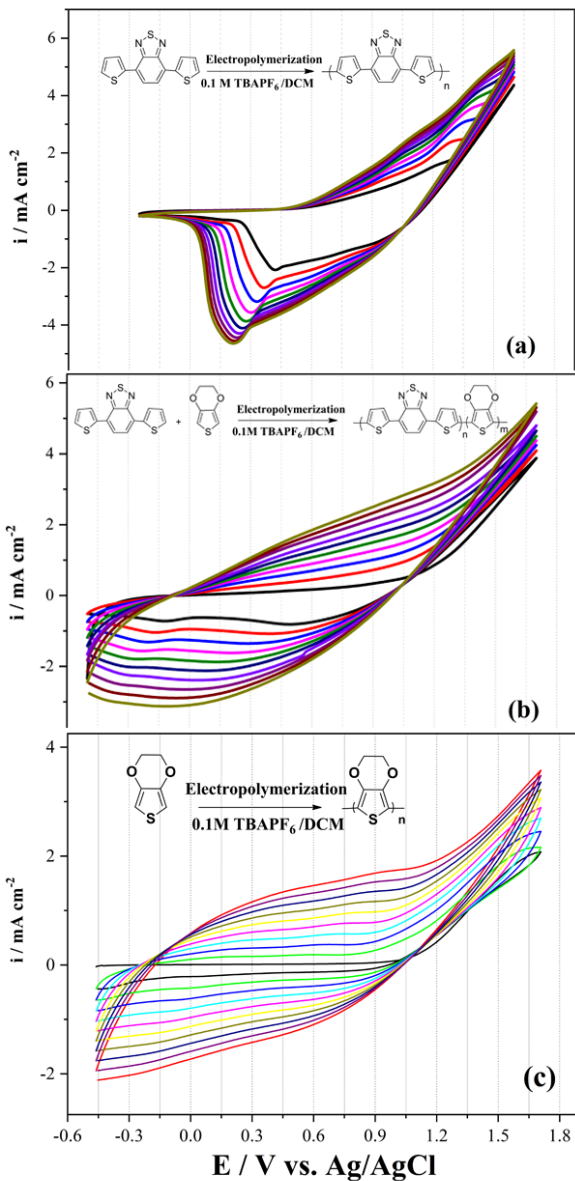 6
4
2
0
-2
-4
i / mA cm-2
S
N N
S S
Electropolymerization
0.1 M TBAPF6/DCM
S
N N
S S
n
(a)
6
4
2
0
-2
i / mA cm-2
S
N N
S S
+
O O
S
Electropolymerization
0.1M TBAPF6/DCM
S
N N
S S
n
O O
S
m
(b)
4
2
0
-2
i / mA cm-2
O O
S
Electropolymerization
0.1M TBAPF6/DCM
O O
S
n
(c)
-0.6 -0.3 0.0 0.3 0.6 0.9 1.2 1.5 1.8
E / V vs. Ag/AgCl